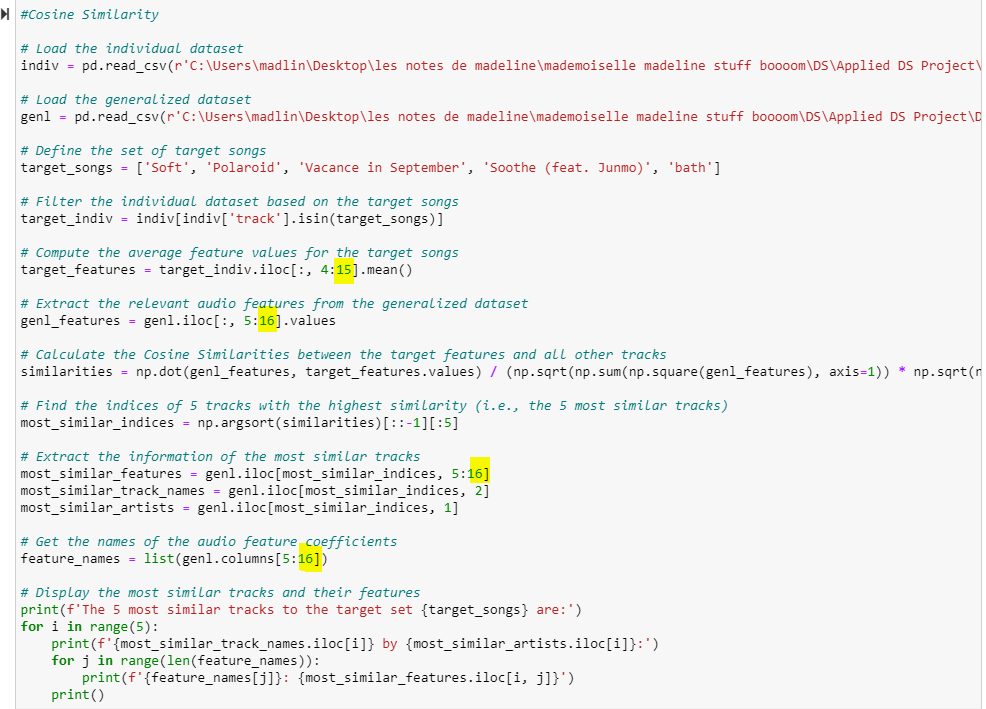 #Cosine Similarity
# Load the individual dataset
indiv = pd.read_csv(r'C:\Users\madlin\Desktop\les notes de madeline\mademoiselle madeline stuff boooom\DS\Applied DS Project\
# Load the generalized dataset
genl = pd.read_csv(r'C:\Users\madlin\Desktop\les notes de madeline\mademoiselle madeline stuff boooom\DS\Applied DS Project\D
# Define the set of target songs
target_songs = ['Soft', 'Polaroid', 'Vacance in September', 'Soothe (feat. Junmo)', 'bath']
# Filter the individual dataset based on the target songs
target_indiv = indiv[indiv['track'].isin(target_songs)]
# Compute the average feature values for the target songs
target_features = target_indiv.iloc[:, 4:15].mean()
# Extract the relevant audio features from the generalized dataset
genl_features = genl.iloc[:, 5:16].values
# Calculate the Cosine Similarities between the target features and all other tracks
similarities = np.dot(genl_features, target_features.values) / (np.sqrt(np.sum(np.square(genl_features), axis=1)) * np.sqrt(n
# Find the indices of 5 tracks with the highest similarity (i.e., the 5 most similar tracks)
most_similar_indices = np.argsort(similarities)[::-1][:5]
# Extract the information of the most similar tracks
most_similar_features = genl.iloc[most_similar_indices, 5:16]
most_similar_track_names = genl.iloc[most_similar_indices, 2]
most_similar_artists = genl.iloc[most_similar_indices, 1]
# Get the names of the audio feature coefficients
feature_names = list(genl.columns[5:16])
# Display the most similar tracks and their features
print(f'The 5 most similar tracks to the target set {target_songs} are:')
for i in range(5):
    print(f'{most_similar_track_names.iloc[i]} by {most_similar_artists.iloc[i]}:')
    for j in range(len(feature_names)):
        print(f'{feature_names[j]}: {most_similar_features.iloc[i, j]}')
    print()